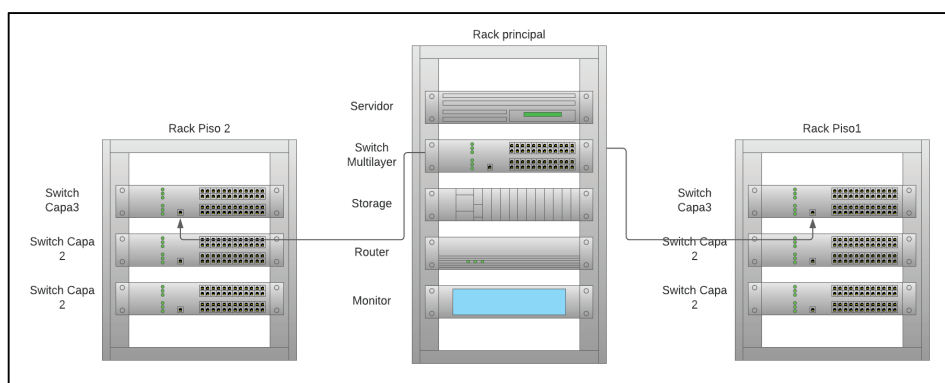 Rack principal
Servidor
Switch
Multilayer
Storage
Router
Monitor
Rack Piso 2
Switch
Capa3
Switch Capa
2
Switch Capa
2
Rack Piso1
Switch
Capa3
Switch Capa
2
Switch Capa
2